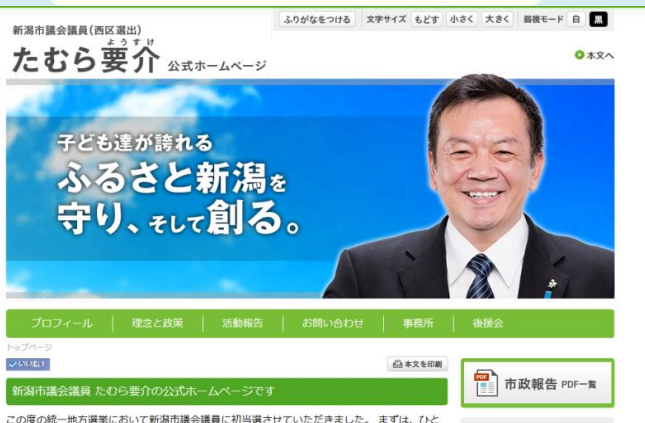 新潟市議会議員(西区選出)
ふりがなをつける 文字サイズ もどす 小さく 大きく 弱視モード 白 黒
ようすけ
たむら要介 公式ホームページ
本文へ
子ども達が誇れる
ふるさと新潟を
守り、そして創る。
プロフィール 理念と政策 活動報告 お問い合わせ 事務所 後援会
トップページ
いいね!
本文を印刷
新潟市議会議員 たむら要介の公式ホームページです
PDF 市政報告 PDF一覧
この度の統一地方選挙において新潟市議会議員に初当選させていただきました。 まずは、ひと